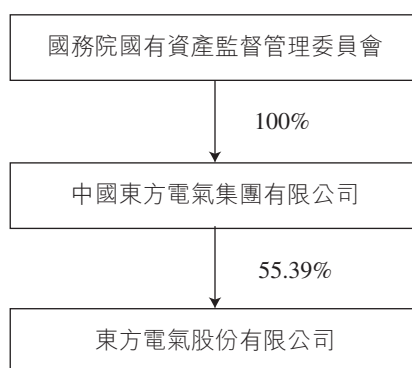 國務院國有資產監督管理委員會
100%
中國東方電氣集團有限公司
55.39%
東方電氣股份有限公司